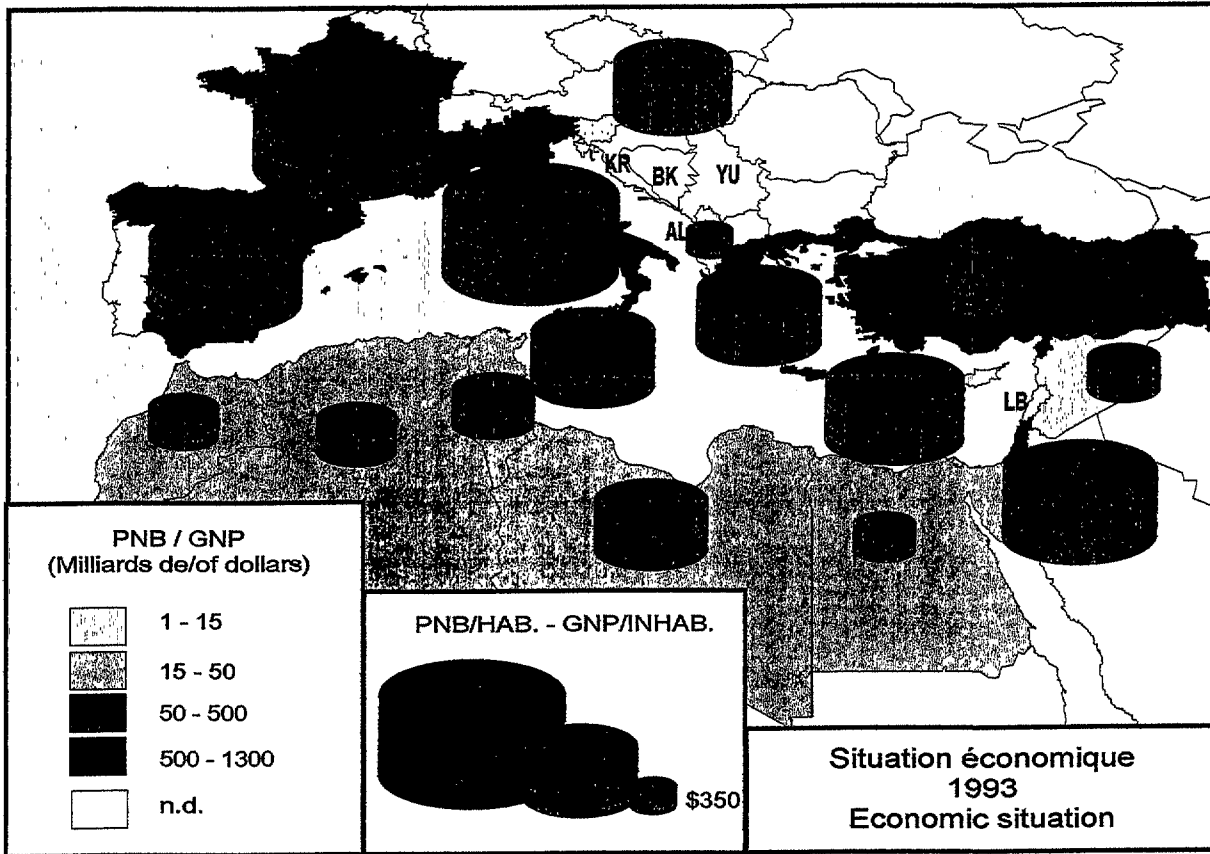 KR
BK
YU
AL
LB
PNB / GNP
(Milliards de/of dollars)
1 - 15
15 - 50
50 - 500
500 - 1300
n.d.
PNB/HAB. - GNP/INHAB.
$350
Situation économique
1993
Economic situation